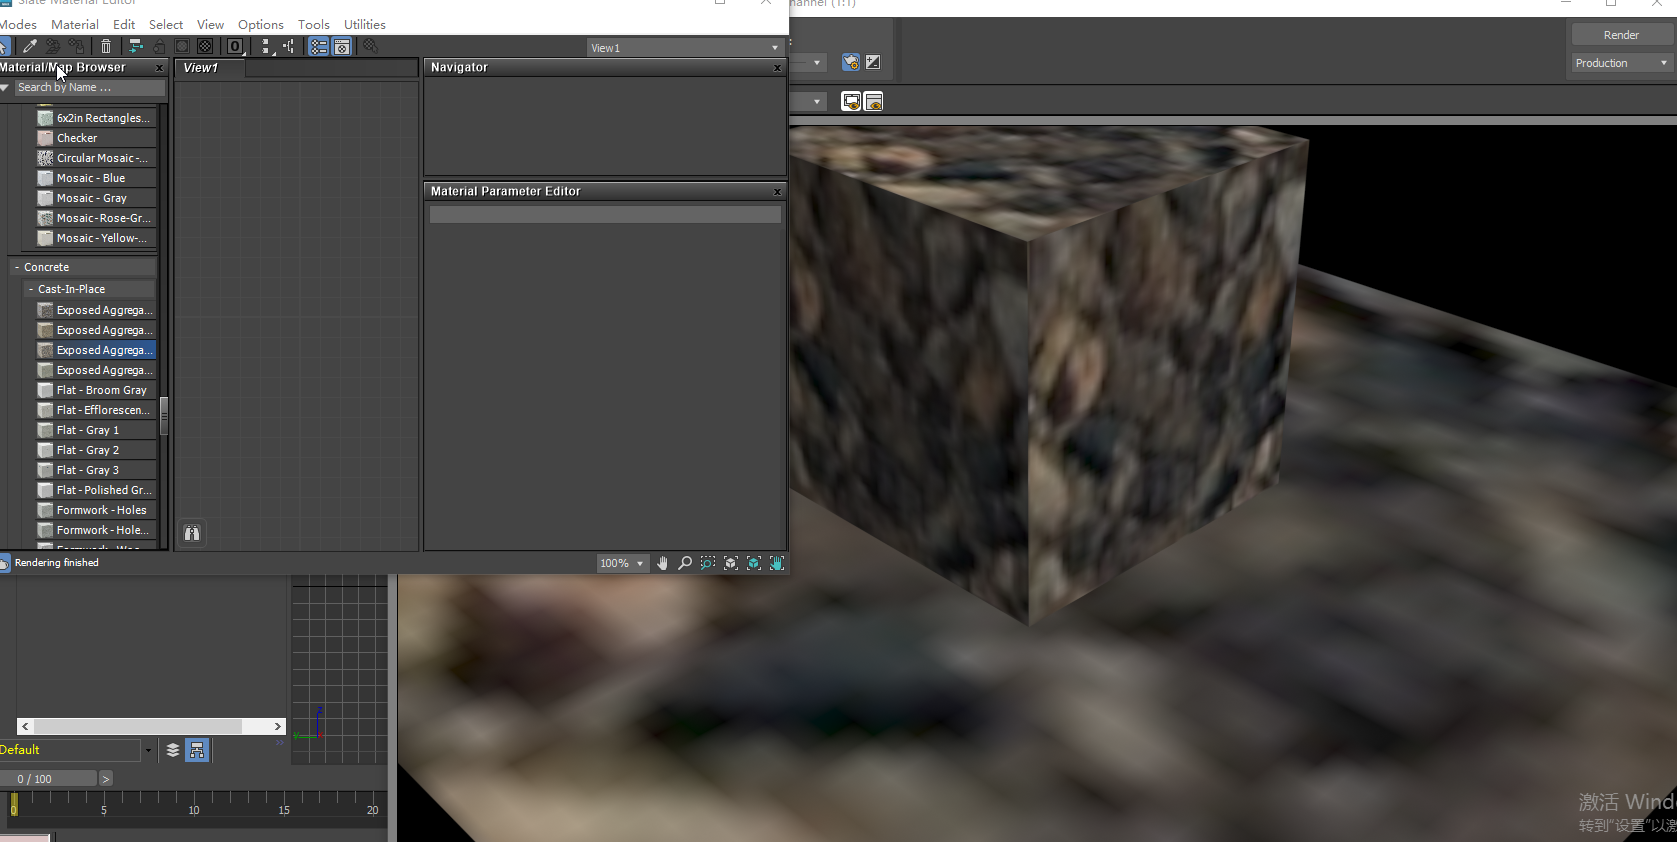 Slate Material Editor
Modes Material Edit Select View Options Tools Utilities
View1
Material/Map Browser
Search by Name ...
6x2in Rectangles...
Checker
Circular Mosaic -...
Mosaic - Blue
Mosaic - Gray
Mosaic - Rose-Gr...
Mosaic - Yellow-...
- Concrete
- Cast-In-Place
Exposed Aggrega...
Exposed Aggrega...
Exposed Aggrega...
Exposed Aggrega...
Flat - Broom Gray
Flat - Efflorescen...
Flat - Gray 1
Flat - Gray 2
Flat - Gray 3
Flat - Polished Gr...
Formwork - Holes
Formwork - Hole...
View1
Navigator
Material Parameter Editor
Rendering finished
100%
hannel (1:1)
Render
Production
z
y
Default
0 / 100
>
0 5 10 15 20
激活 Windo
转到"设置"以激